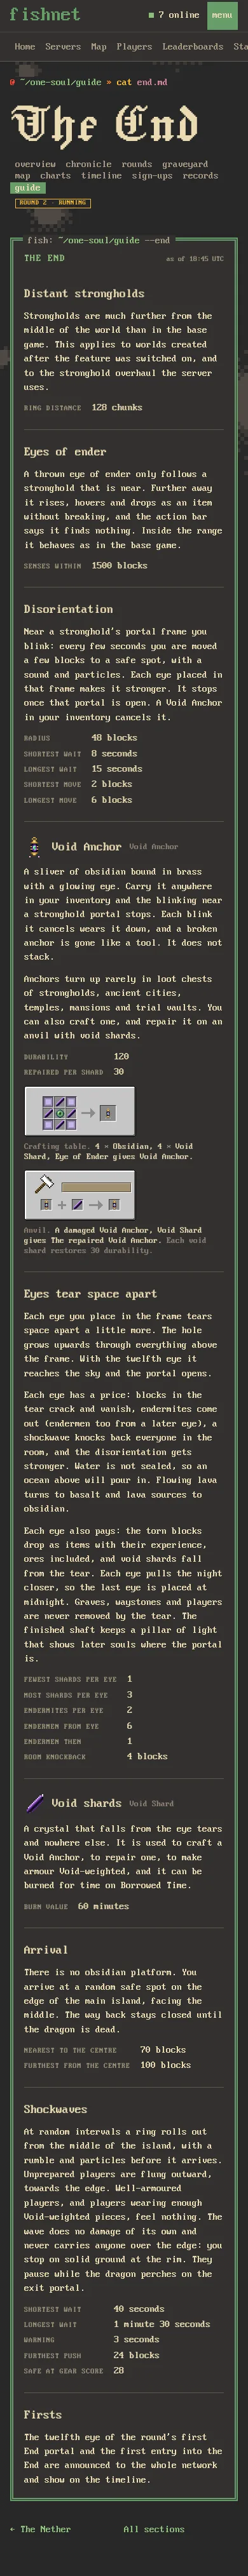 fishnet
7 online
menu
Home Servers Map Players Leaderboards Sta
@ ~/one-soul/guide » cat end.md
The End
overview chronicle rounds graveyard
map charts timeline sign-ups records
guide
ROUND 2 · RUNNING
fish: ~/one-soul/guide --end
THE END as of 18:45 UTC
Distant strongholds
Strongholds are much further from the
middle of the world than in the base
game. This applies to worlds created
after the feature was switched on, and
to the stronghold overhaul the server
uses.
RING DISTANCE 128 chunks
Eyes of ender
A thrown eye of ender only follows a
stronghold that is near. Further away
it rises, hovers and drops as an item
without breaking, and the action bar
says it finds nothing. Inside the range
it behaves as in the base game.
SENSES WITHIN 1500 blocks
Disorientation
Near a stronghold's portal frame you
blink: every few seconds you are moved
a few blocks to a safe spot, with a
sound and particles. Each eye placed in
that frame makes it stronger. It stops
once that portal is open. A Void Anchor
in your inventory cancels it.
RADIUS 48 blocks
SHORTEST WAIT 8 seconds
LONGEST WAIT 15 seconds
SHORTEST MOVE 2 blocks
LONGEST MOVE 6 blocks
Void Anchor Void Anchor
A sliver of obsidian bound in brass
with a glowing eye. Carry it anywhere
in your inventory and the blinking near
a stronghold portal stops. Each blink
it cancels wears it down, and a broken
anchor is gone like a tool. It does not
stack.
Anchors turn up rarely in loot chests
of strongholds, ancient cities,
temples, mansions and trial vaults. You
can also craft one, and repair it on an
anvil with void shards.
DURABILITY 120
REPAIRED PER SHARD 30
Crafting table. 4 × Obsidian, 4 × Void
Shard, Eye of Ender gives Void Anchor.
Anvil. A damaged Void Anchor, Void Shard
gives The repaired Void Anchor. Each void
shard restores 30 durability.
Eyes tear space apart
Each eye you place in the frame tears
space apart a little more. The hole
grows upwards through everything above
the frame. With the twelfth eye it
reaches the sky and the portal opens.
Each eye has a price: blocks in the
tear crack and vanish, endermites come
out (endermen too from a later eye), a
shockwave knocks back everyone in the
room, and the disorientation gets
stronger. Water is not sealed, so an
ocean above will pour in. Flowing lava
turns to basalt and lava sources to
obsidian.
Each eye also pays: the torn blocks
drop as items with their experience,
ores included, and void shards fall
from the tear. Each eye pulls the night
closer, so the last eye is placed at
midnight. Graves, waystones and players
are never removed by the tear. The
finished shaft keeps a pillar of light
that shows later souls where the portal
is.
FEWEST SHARDS PER EYE 1
MOST SHARDS PER EYE 3
ENDERMITES PER EYE 2
ENDERMEN FROM EYE 6
ENDERMEN THEN 1
ROOM KNOCKBACK 4 blocks
Void shards Void Shard
A crystal that falls from the eye tears
and nowhere else. It is used to craft a
Void Anchor, to repair one, to make
armour Void-weighted, and it can be
burned for time on Borrowed Time.
BURN VALUE 60 minutes
Arrival
There is no obsidian platform. You
arrive at a random safe spot on the
edge of the main island, facing the
middle. The way back stays closed until
the dragon is dead.
NEAREST TO THE CENTRE 70 blocks
FURTHEST FROM THE CENTRE 100 blocks
Shockwaves
At random intervals a ring rolls out
from the middle of the island, with a
rumble and particles before it arrives.
Unprepared players are flung outward,
towards the edge. Well-armoured
players, and players wearing enough
Void-weighted pieces, feel nothing. The
wave does no damage of its own and
never carries anyone over the edge: you
stop on solid ground at the rim. They
pause while the dragon perches on the
exit portal.
SHORTEST WAIT 40 seconds
LONGEST WAIT 1 minute 30 seconds
WARNING 3 seconds
FURTHEST PUSH 24 blocks
SAFE AT GEAR SCORE 28
Firsts
The twelfth eye of the round's first
End portal and the first entry into the
End are announced to the whole network
and show on the timeline.
← The Nether All sections